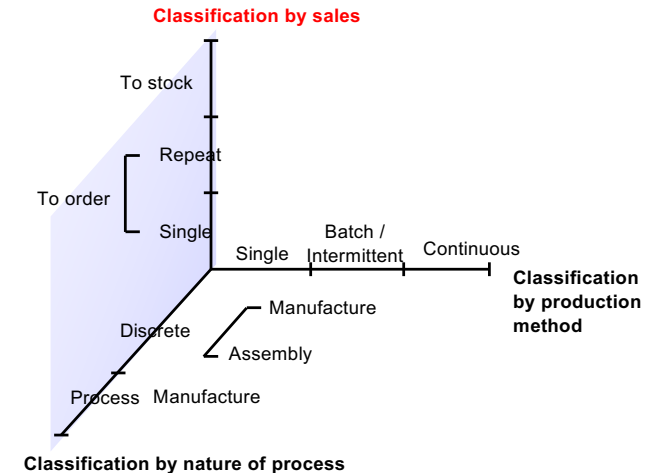 Classification by sales
To stock
Repeat
To order
Single
Single
Batch /
Intermittent
Continuous
Classification
by production
method
Manufacture
Discrete
Assembly
Process
Manufacture
Classification by nature of process